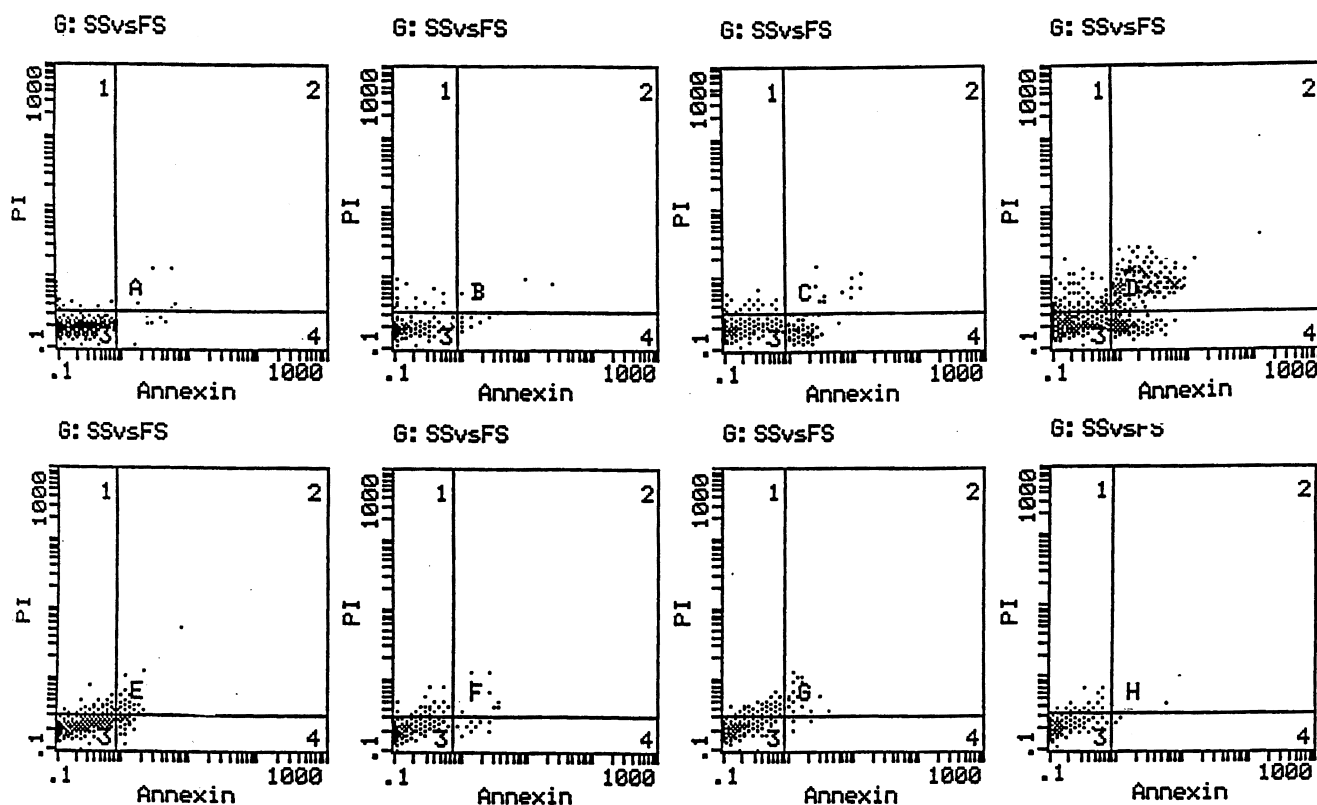 G: SSvsFS G: SSvsFS G: SSvsFS G: SSvsFS
1000 1 2 1000 1 2 1000 1 2 1000 1 2
PI PI PI PI
A B C D
.1 3 4 .1 3 4 .1 3 4 .1 3 4
.1 1000 .1 1000 .1 1000 .1 1000
Annexin Annexin Annexin Annexin
G: SSvsFS G: SSvsFS G: SSvsFS G: SSvsFS
1000 1 2 1000 1 2 1000 1 2 1000 1 2
PI PI PI PI
E F G H
.1 3 4 .1 3 4 .1 3 4 .1 3 4
.1 1000 .1 1000 .1 1000 .1 1000
Annexin Annexin Annexin Annexin